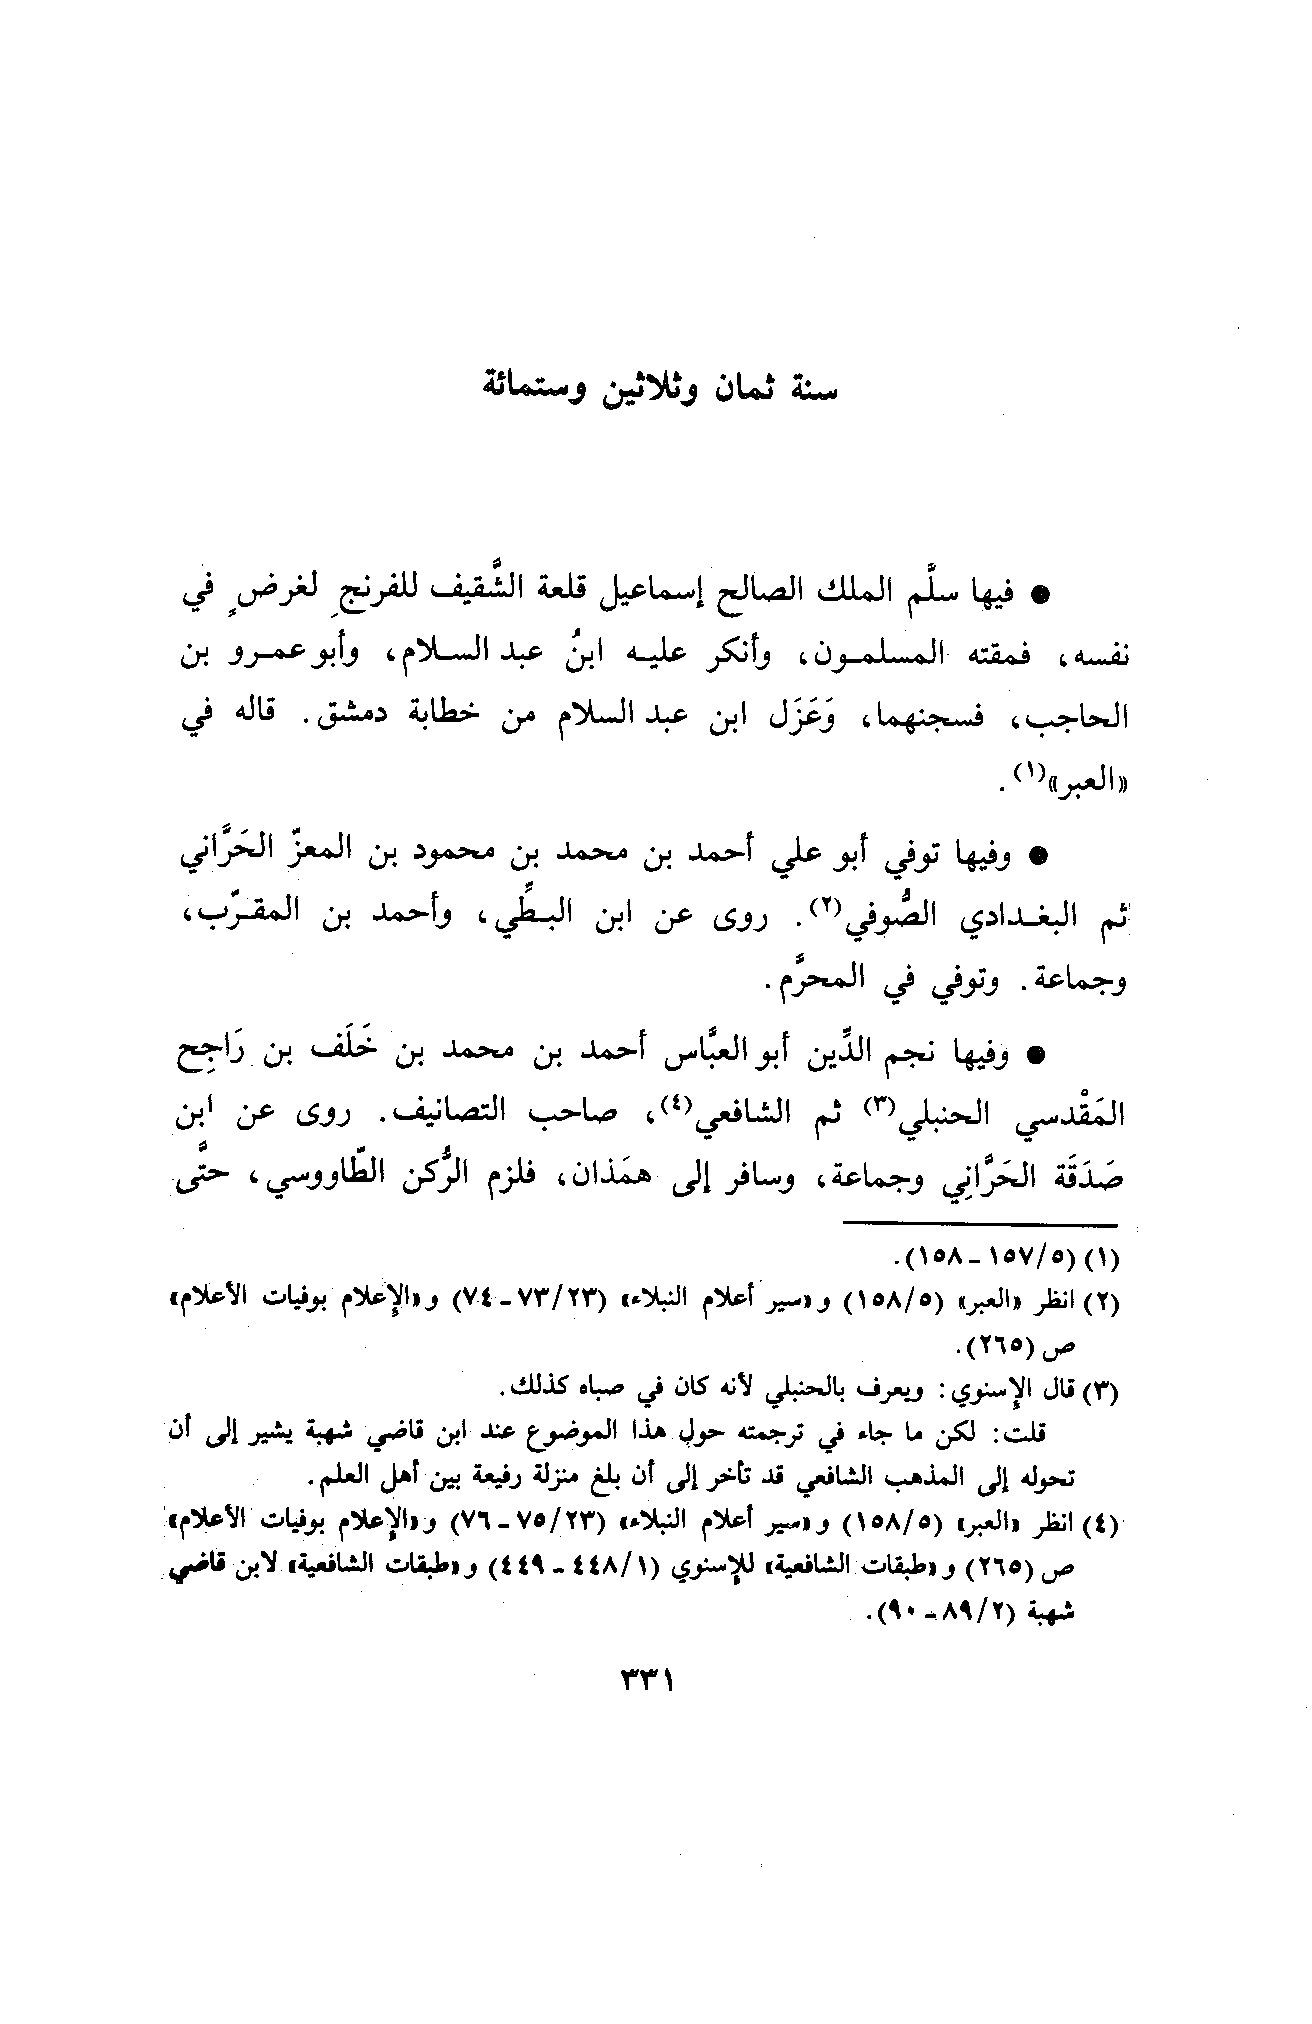 سنة ثمان وثلاثين وستمائة
● فيها سلَّم الملك الصالح إسماعيل قلعة الشَّقيف للفرنجِ لغرضٍ في
نفسه، فمقته المسلمون، وأنكر عليه ابنُ عبد السلام، وأبو عمرو بن
الحاجب، فسجنهما، وَعَزَل ابن عبد السلام من خطابة دمشق. قاله في
«العبر»(١).
● وفيها توفي أبو علي أحمد بن محمد بن محمود بن المعزّ الحَرَّاني
ثم البغدادي الصُّوفي(٢). روى عن ابن البطِّي، وأحمد بن المقرّب،
وجماعة. وتوفي في المحرَّم.
● وفيها نجم الدِّين أبو العبَّاس أحمد بن محمد بن خَلَف بن رَاجِح
المَقْدسي الحنبلي(٣) ثم الشافعي(٤)، صاحب التصانيف. روى عن ابن
صَدَقَة الحَرَّانِي وجماعة، وسافر إلى همَذان، فلزم الرُّكن الطَّاووسي، حتَّى
(١) (١٥٧/٥ - ١٥٨).
(٢) انظر «العبر» (١٥٨/٥) و «سير أعلام النبلاء» (٧٣/٢٣ - ٧٤) و «الإعلام بوفيات الأعلام»
ص (٢٦٥).
(٣) قال الإسنوي: ويعرف بالحنبلي لأنه كان في صباه كذلك.
قلت: لكن ما جاء في ترجمته حول هذا الموضوع عند ابن قاضي شهبة يشير إلى أن
تحوله إلى المذهب الشافعي قد تأخر إلى أن بلغ منزلة رفيعة بين أهل العلم.
(٤) انظر «العبر» (١٥٨/٥) و «سير أعلام النبلاء» (٧٥/٢٣ - ٧٦) و «الإعلام بوفيات الأعلام»
ص (٢٦٥) و «طبقات الشافعية» للإسنوي (٤٤٨/١ - ٤٤٩) و «طبقات الشافعية» لابن قاضي
شهبة (٨٩/٢ - ٩٠).
٣٣١